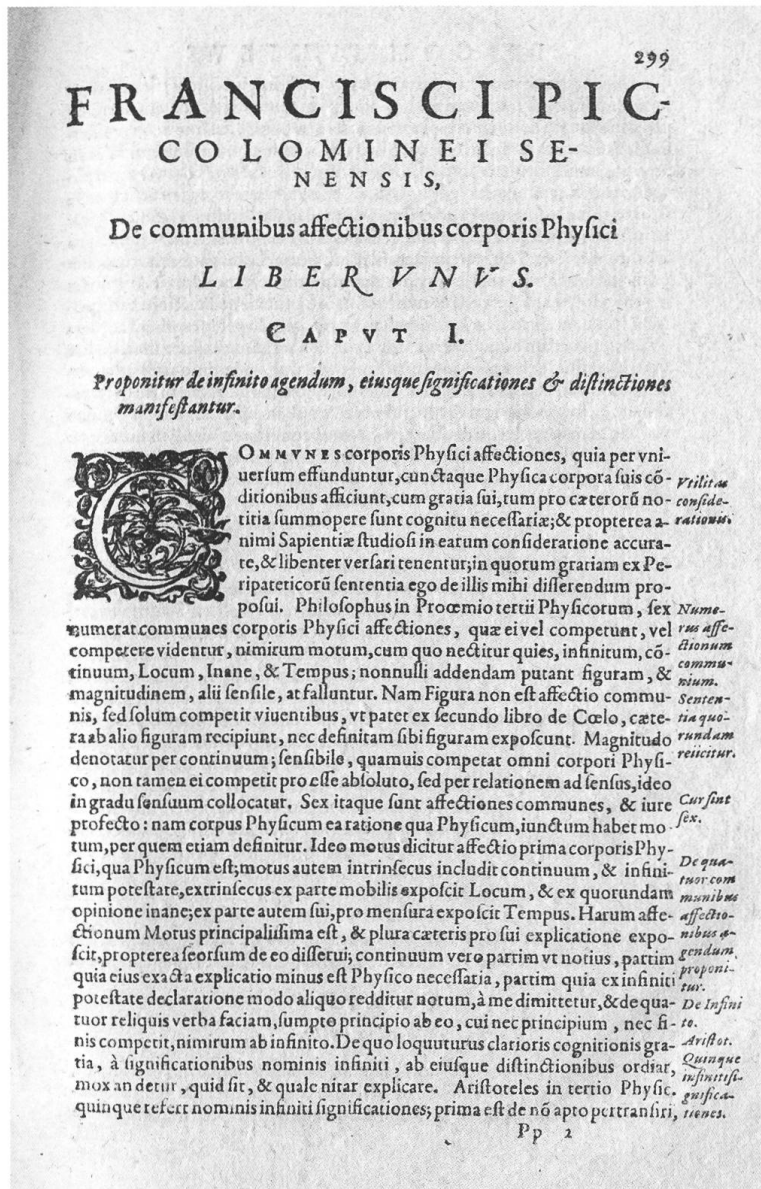 299
FRANCISCI PIC-
COLOMINEI SE-
NENSIS,
De communibus affectionibus corporis Physici
LIBER VNVS.
CAPVT I.
Proponitur de infinito agendum, eiusque significationes & distinctiones
manifestantur.
COMMVNES corporis Physici affectiones, quia per vni-
uersum effunduntur, cunctaque Physica corpora suis cõ-
ditionibus afficiunt, cum gratia sui, tum pro cæterorũ no-
titia summopere sunt cognitu necessariæ; & propterea a-
nimi Sapientiæ studiosi in earum consideratione accura-
te, & libenter versari tenentur; in quorum gratiam ex Pe-
ripateticorũ sententia ego de illis mihi disserendum pro-
posui. Philosophus in Prooemio tertii Physicorum, sex
numerat communes corporis Physici affectiones, quæ ei vel competunt, vel
competere videntur, nimirum motum, cum quo nectitur quies, infinitum, cõ-
tinuum, Locum, Inane, & Tempus; nonnulli addendam putant figuram, &
magnitudinem, alii sensile, at falluntur. Nam Figura non est affectio commu-
nis, sed solum competit viuentibus, vt patet ex secundo libro de Cœlo, cæte-
ra ab alio figuram recipiunt, nec definitam sibi figuram exposcunt. Magnitudo
denotatur per continuum; sensibile, quamuis competat omni corpori Physi-
co, non tamen ei competit pro esse absoluto, sed per relationem ad sensus, ideo
in gradu sensuum collocatur. Sex itaque sunt affectiones communes, & iure
profecto: nam corpus Physicum ea ratione qua Physicum, iunctum habet mo-
tum, per quem etiam definitur. Ideo motus dicitur affectio prima corporis Phy-
sici, qua Physicum est; motus autem intrinsecus includit continuum, & infini-
tum potestate, extrinsecus ex parte mobilis exposcit Locum, & ex quorundam
opinione inane; ex parte autem sui, pro mensura exposcit Tempus. Harum affe-
ctionum Motus principalissima est, & plura cæteris pro sui explicatione expo-
scit, propterea seorsum de eo disserui; continuum vero partim vt notius, partim
quia eius exacta explicatio minus est Physico necessaria, partim quia ex infiniti
potestate declaratione modo aliquo redditur notum, à me dimittetur, & de qua-
tuor reliquis verba faciam, sumpto principio ab eo, cui nec principium, nec fi-
nis competit, nimirum ab infinito. De quo loquuturus clarioris cognitionis gra-
tia, à significationibus nominis infiniti, ab eiusque distinctionibus ordiar,
mox an detur, quid sit, & quale nitar explicare. Aristoteles in tertio Physic.
quinque refert nominis infiniti significationes; prima est de nõ apto pertransiri,
Pp 2
Vtilitas
conside-
rationis.
Nume-
rus affe-
ctionum
commu-
nium.
Senten-
tia quo-
rundam
reiicitur.
Cur sint
sex.
De qua-
tuor com
munibus
affectio-
nibus a-
gendum
proponi-
tur.
De Infini
to.
Aristot.
Quinque
infiniti si-
gnifica-
tiones.